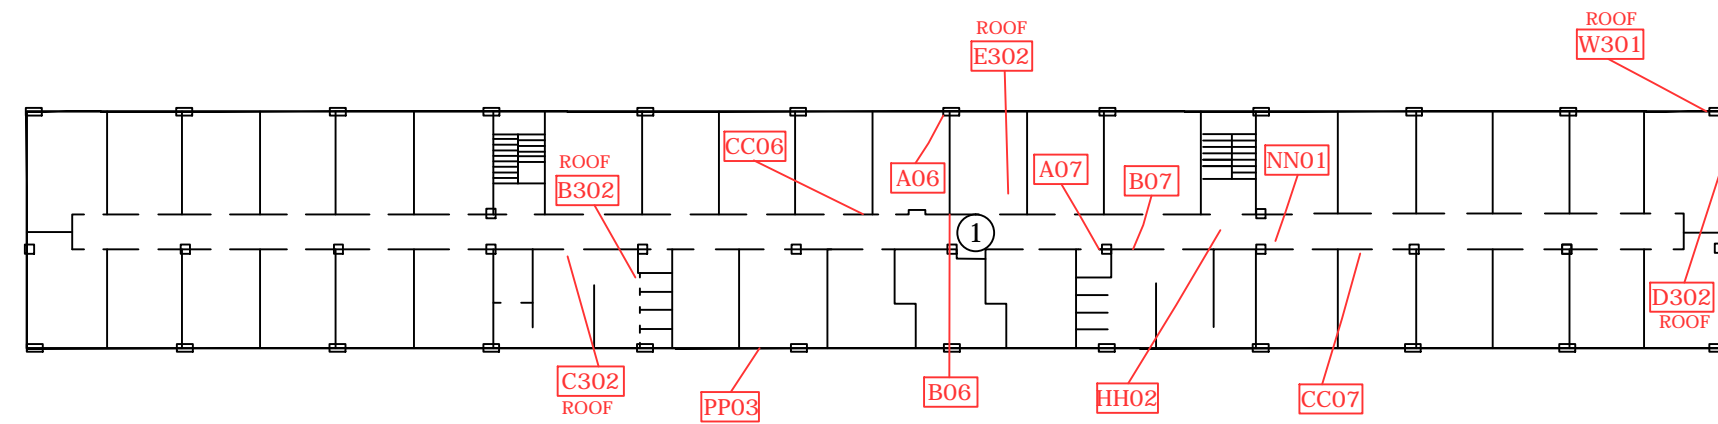 ROOF
W301
ROOF
E302
CC06
ROOF
B302
A06
A07
B07
NN01
1
D302
ROOF
C302
ROOF
PP03
B06
HH02
CC07